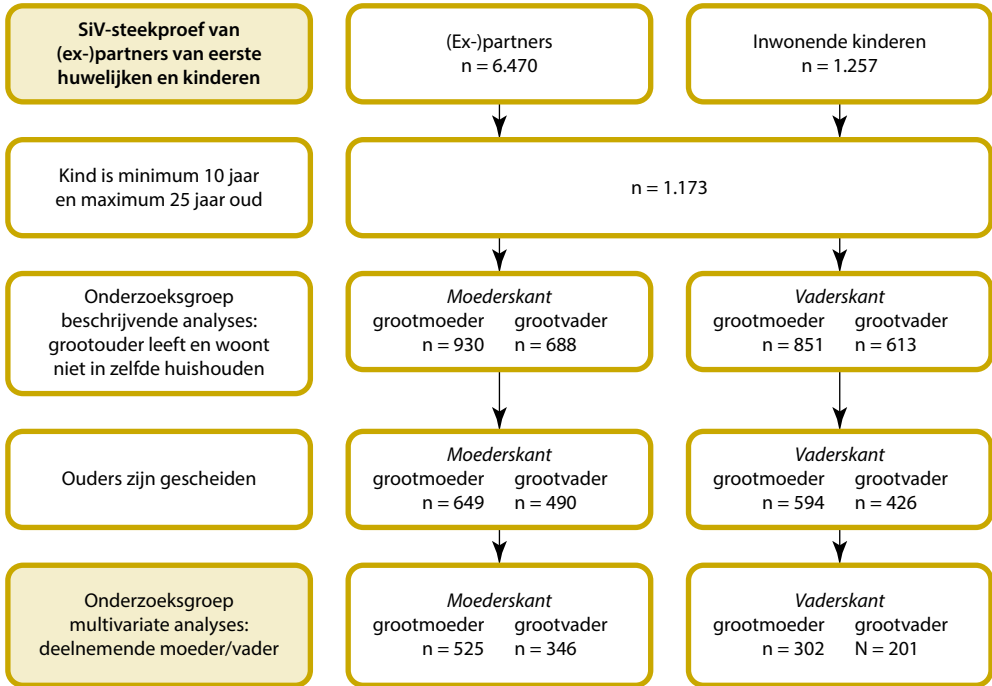 SiV-steekproef van
(ex-)partners van eerste
huwelijken en kinderen
(Ex-)partners
n = 6.470
Inwonende kinderen
n = 1.257
Kind is minimum 10 jaar
en maximum 25 jaar oud
n = 1.173
Onderzoeksgroep
beschrijvende analyses:
grootouder leeft en woont
niet in zelfde huishouden
Moederskant
grootmoeder grootvader
n = 930 n = 688
Vaderskant
grootmoeder grootvader
n = 851 n = 613
Ouders zijn gescheiden
Moederskant
grootmoeder grootvader
n = 649 n = 490
Vaderskant
grootmoeder grootvader
n = 594 n = 426
Onderzoeksgroep
multivariate analyses:
deelnemende moeder/vader
Moederskant
grootmoeder grootvader
n = 525 n = 346
Vaderskant
grootmoeder grootvader
n = 302 N = 201